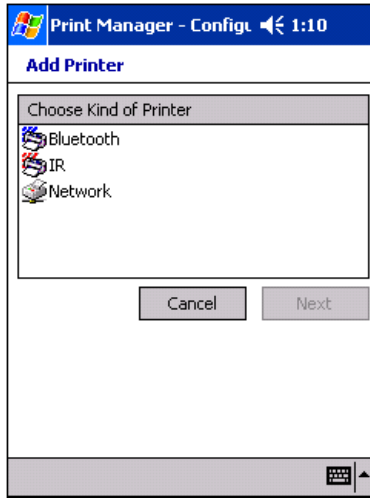 Print Manager - Configu 1:10
Add Printer
Choose Kind of Printer
Bluetooth
IR
Network
Cancel Next